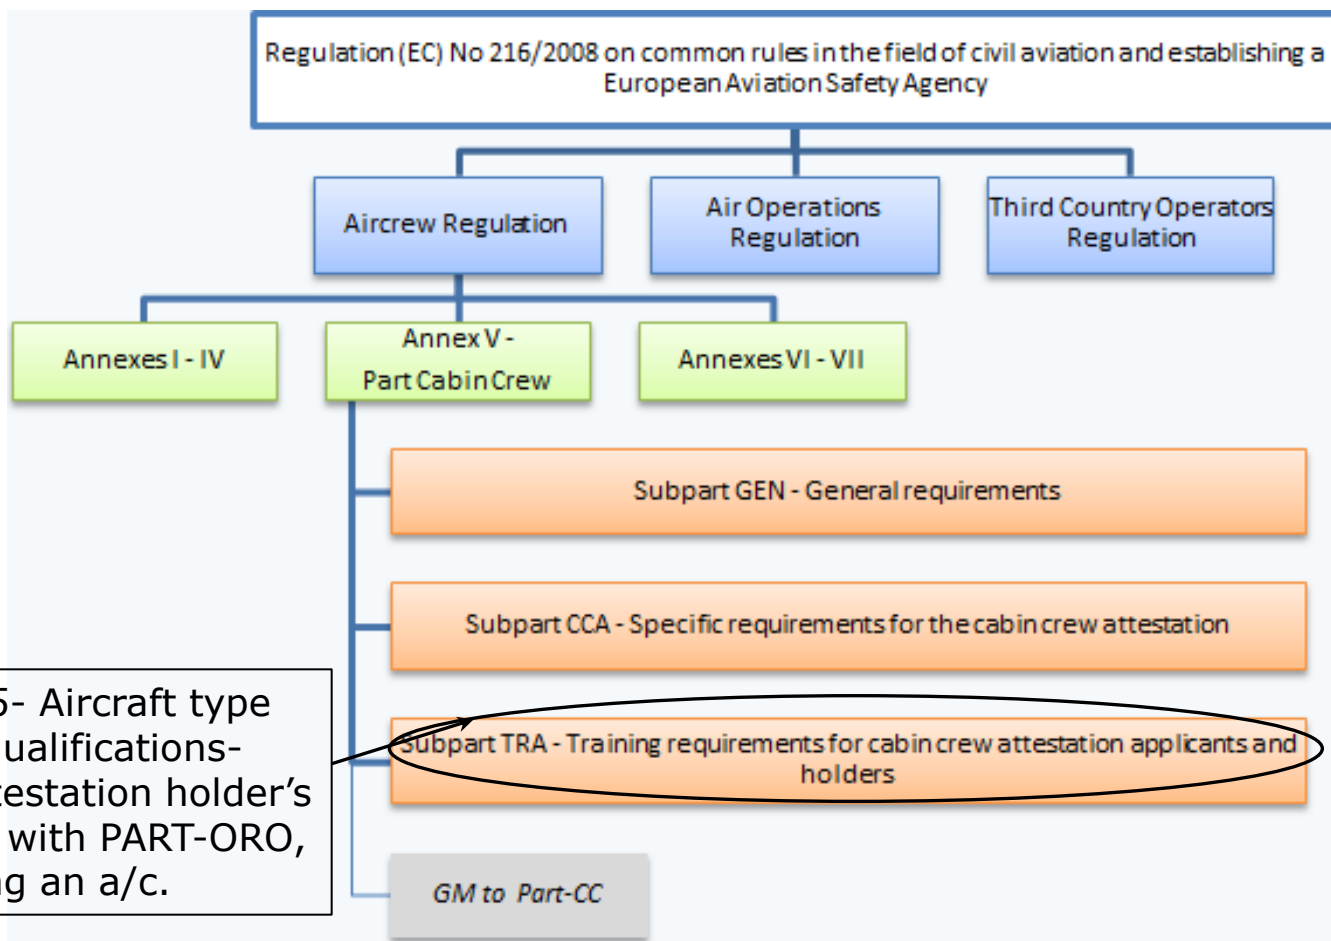 Regulation (EC) No 216/2008 on common rules in the field of civil aviation and establishing a
European Aviation Safety Agency
Aircrew Regulation
Air Operations
Regulation
Third Country Operators
Regulation
Annexes I - IV
Annex V -
Part Cabin Crew
Annexes VI - VII
Subpart GEN - General requirements
Subpart CCA - Specific requirements for the cabin crew attestation
5- Aircraft type
ualifications-
testation holder's
with PART-ORO,
g an a/c.
Subpart TRA - Training requirements for cabin crew attestation applicants and
holders
GM to Part-CC